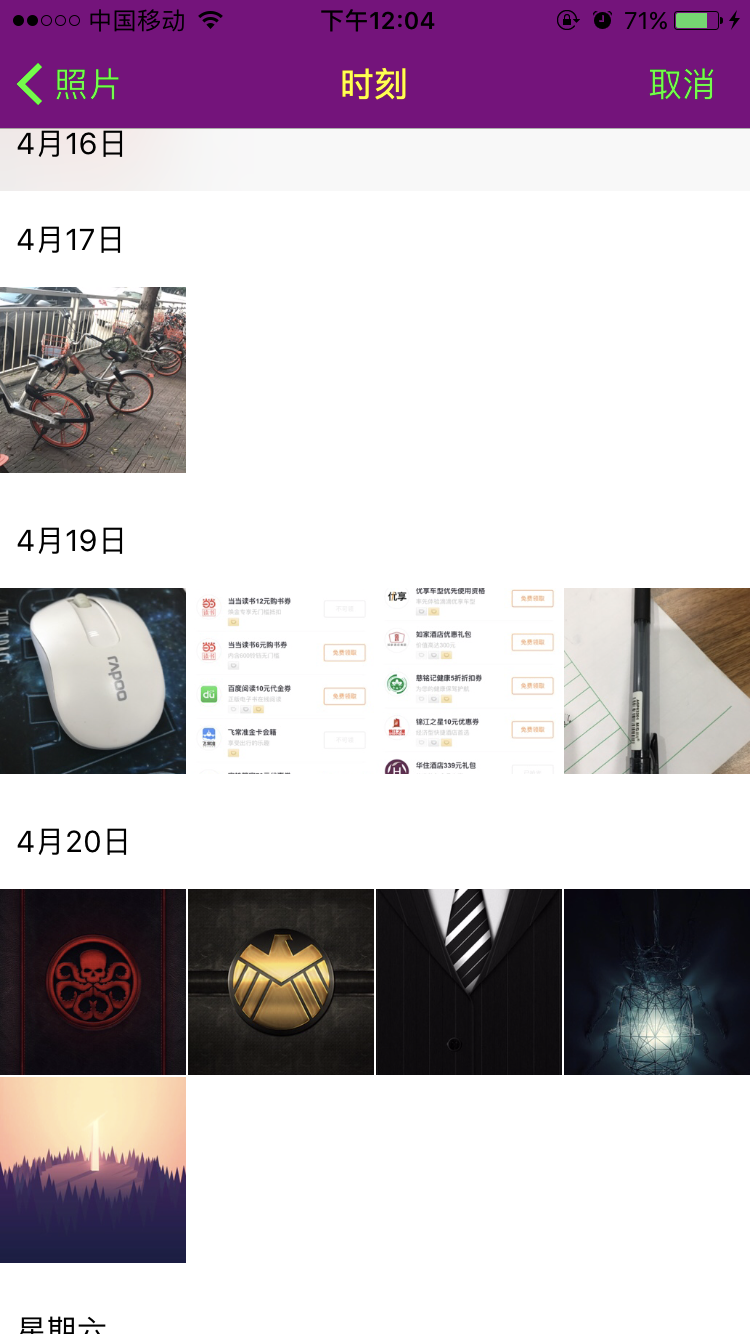 中国移动 下午12:04 71%
照片 时刻 取消
4月16日
4月17日
4月19日
rapoo
当当读书12元购书券
当当读书6元购书券
免费领取
百度阅读10元代金券
免费领取
飞常准金卡会籍
优享
优享车型优先使用资格
免费领取
如家酒店优惠礼包
免费领取
慈铭记健康5折折扣券
免费领取
锦江之星10元优惠券
免费领取
华住酒店339元礼包
4月20日
星期六